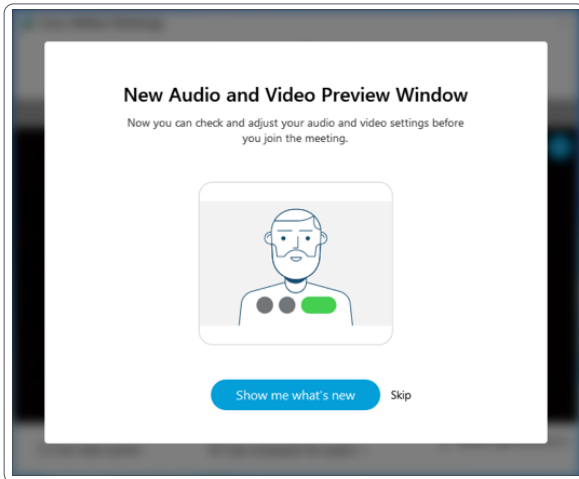 New Audio and Video Preview Window
Now you can check and adjust your audio and video settings before
you join the meeting.
Show me what's new
Skip